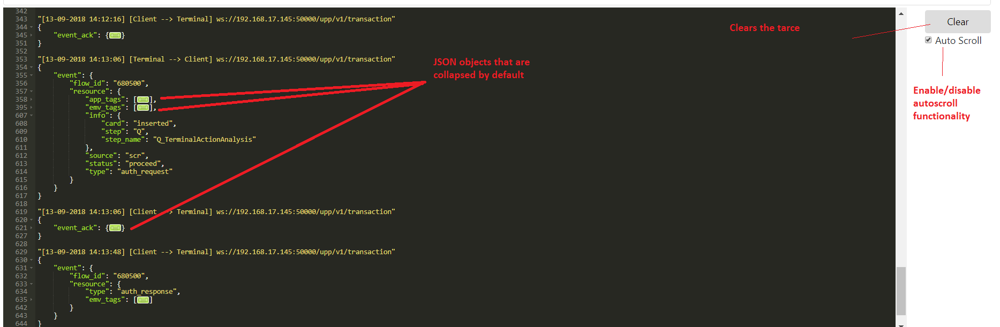 342
343 "[13-09-2018 14:12:16] [Client --> Terminal] ws://192.168.17.145:50000/upp/v1/transaction"
344 {
345 "event_ack": {}
351 }
352
353 "[13-09-2018 14:13:06] [Terminal --> Client] ws://192.168.17.145:50000/upp/v1/transaction"
354 {
355 "event": {
356 "flow_id": "680500",
357 "resource": {
358 "app_tags": [],
395 "emv_tags": [],
607 "info": {
608 "card": "inserted",
609 "step": "Q",
610 "step_name": "Q_TerminalActionAnalysis"
611 },
612 "source": "scr",
613 "status": "proceed",
614 "type": "auth_request"
615 }
616 }
617 }
618
619 "[13-09-2018 14:13:06] [Client --> Terminal] ws://192.168.17.145:50000/upp/v1/transaction"
620 {
621 "event_ack": {}
627 }
628
629 "[13-09-2018 14:13:48] [Client --> Terminal] ws://192.168.17.145:50000/upp/v1/transaction"
630 {
631 "event": {
632 "flow_id": "680500",
633 "resource": {
634 "type": "auth_response",
635 "emv_tags": []
642 }
643 }
644 }
JSON objects that are
collapsed by default
Clears the tarce
Clear
Auto Scroll
Enable/disable
autoscroll
functionality